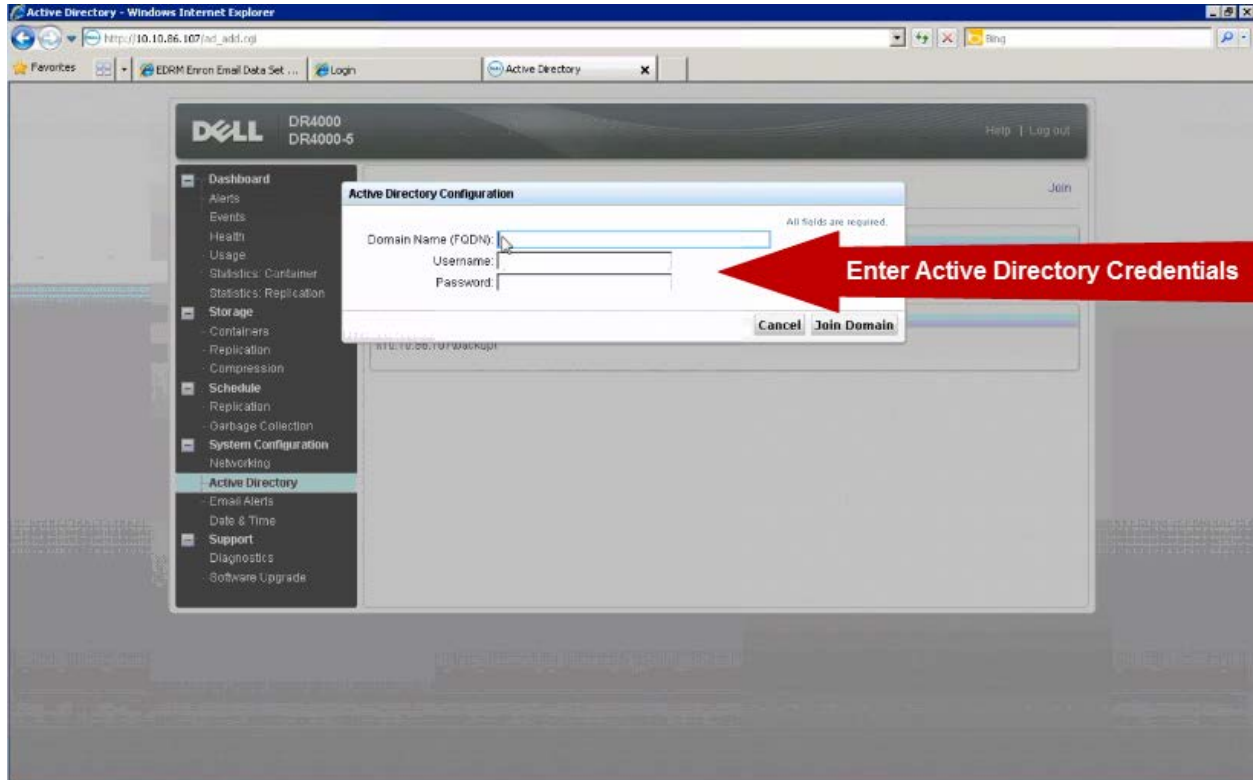 Active Directory - Windows Internet Explorer
http://10.10.86.107/ad_add.cgi
Bing
Favorites
EDRM Enron Email Data Set ...
Login
Active Directory
DELL
DR4000
DR4000-5
Help | Log out
Dashboard
Alerts
Events
Health
Usage
Statistics: Container
Statistics: Replication
Storage
Containers
Replication
Compression
Schedule
Replication
Garbage Collection
System Configuration
Networking
Active Directory
Email Alerts
Date & Time
Support
Diagnostics
Software Upgrade
Join
Active Directory Configuration
All fields are required.
Domain Name (FQDN):
Username:
Password:
Cancel Join Domain
Enter Active Directory Credentials